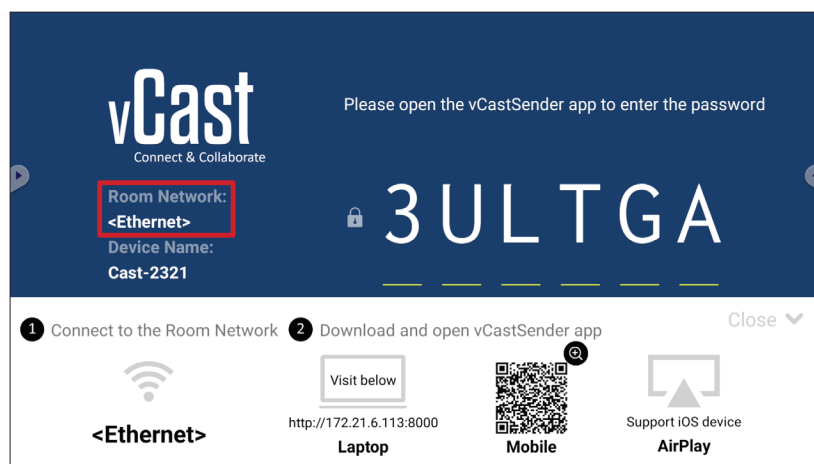 vCast
Connect & Collaborate
Please open the vCastSender app to enter the password
Room Network:
<Ethernet>
Device Name:
Cast-2321
3ULTGA
Close
1 Connect to the Room Network
2 Download and open vCastSender app
<Ethernet>
Visit below
http://172.21.6.113:8000
Laptop
Mobile
Support iOS device
AirPlay